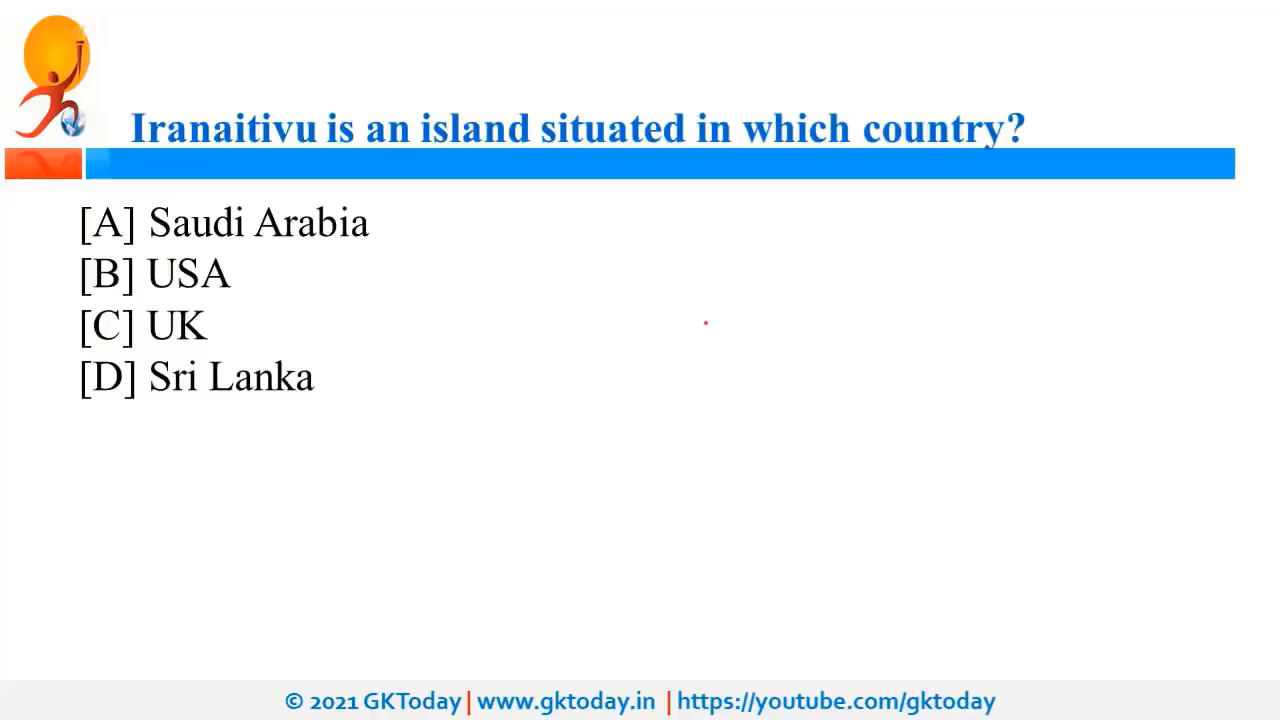 Iranaitivu is an island situated in which country?
[A] Saudi Arabia
[B] USA
[C] UK
[D] Sri Lanka
© 2021 GKToday | www.gktoday.in | https://youtube.com/gktoday